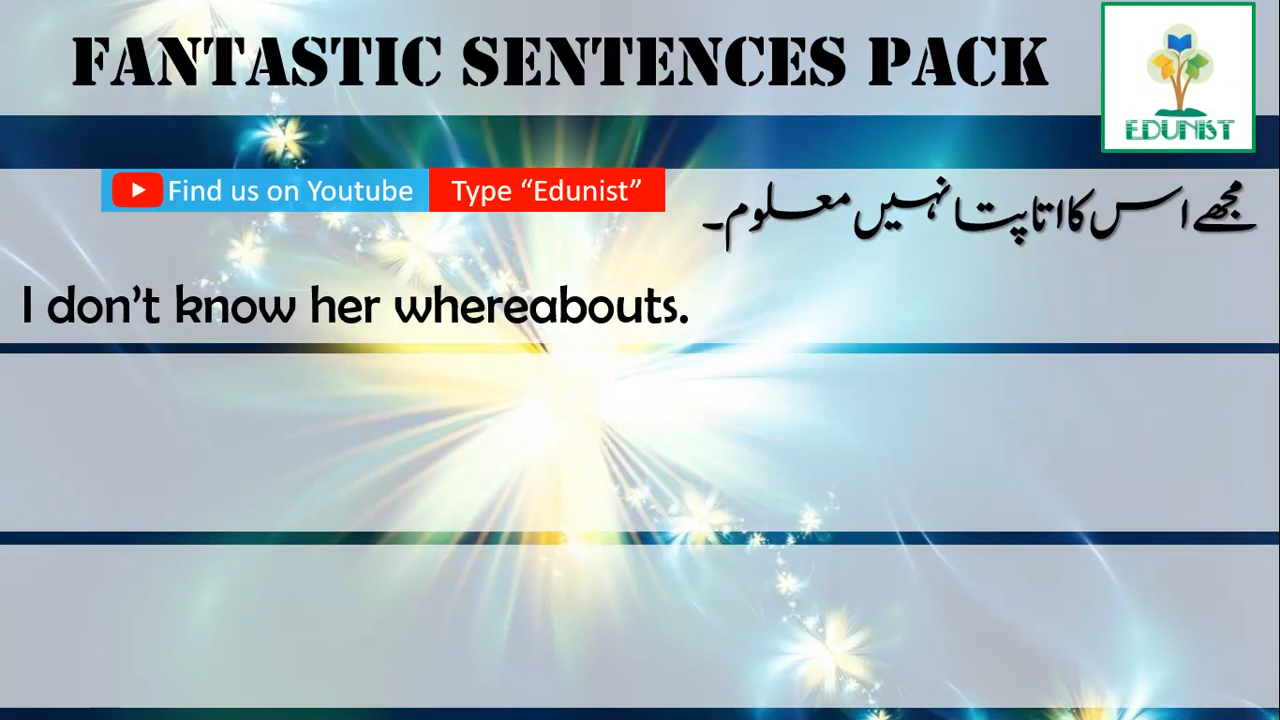 FANTASTIC SENTENCES PACK
EDUNIST
Find us on Youtube Type “Edunist”
مجھے اس کا اتا پتا نہیں معلوم۔
I don’t know her whereabouts.